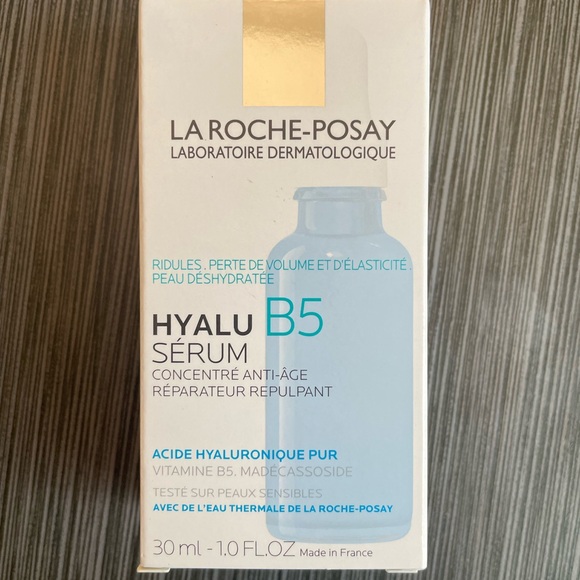 LA ROCHE-POSAY
LABORATOIRE DERMATOLOGIQUE
RIDULES. PERTE DE VOLUME ET D'ÉLASTICITÉ.
PEAU DÉSHYDRATÉE
HYALU B5
SÉRUM
CONCENTRÉ ANTI-ÂGE
RÉPARATEUR REPULPANT
ACIDE HYALURONIQUE PUR
VITAMINE B5. MADÉCASSOSIDE
TESTÉ SUR PEAUX SENSIBLES
AVEC DE L'EAU THERMALE DE LA ROCHE-POSAY
30 ml - 1.0 FL.OZ Made in France